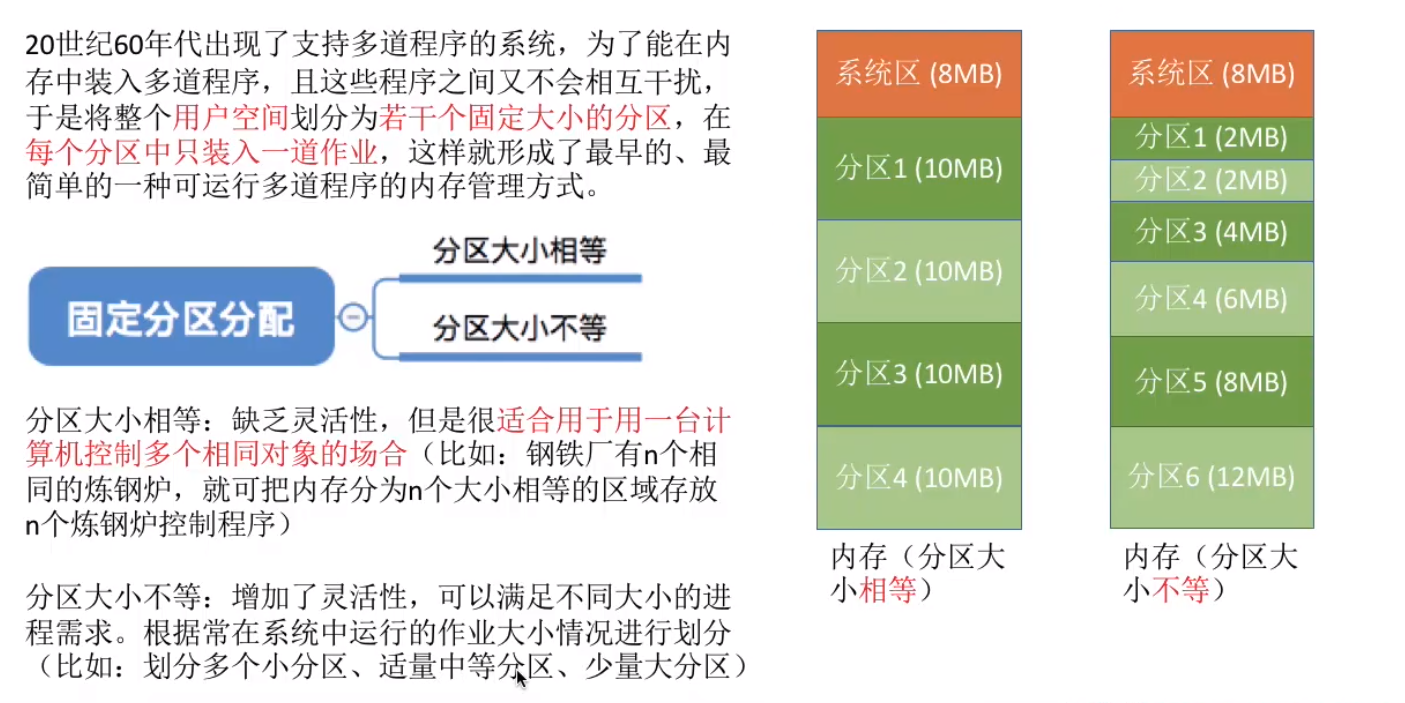 20世纪60年代出现了支持多道程序的系统，为了能在内
存中装入多道程序，且这些程序之间又不会相互干扰，
于是将整个用户空间划分为若干个固定大小的分区，在
每个分区中只装入一道作业，这样就形成了最早的、最
简单的一种可运行多道程序的内存管理方式。
固定分区分配
分区大小相等
分区大小不等
分区大小相等：缺乏灵活性，但是很适合用于用一台计
算机控制多个相同对象的场合（比如：钢铁厂有n个相
同的炼钢炉，就可把内存分为n个大小相等的区域存放
n个炼钢炉控制程序）
分区大小不等：增加了灵活性，可以满足不同大小的进
程需求。根据常在系统中运行的作业大小情况进行划分
（比如：划分多个小分区、适量中等分区、少量大分区）
系统区 (8MB)
分区1 (10MB)
分区2 (10MB)
分区3 (10MB)
分区4 (10MB)
内存（分区大
小相等）
系统区 (8MB)
分区1 (2MB)
分区2 (2MB)
分区3 (4MB)
分区4 (6MB)
分区5 (8MB)
分区6 (12MB)
内存（分区大
小不等）